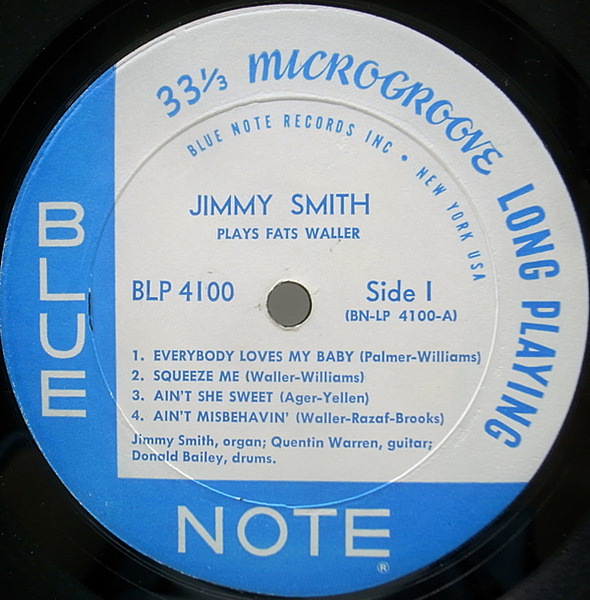 33⅓ MICROGROOVE LONG PLAYING
BLUE NOTE RECORDS INC • NEW YORK USA
JIMMY SMITH
PLAYS FATS WALLER
BLP 4100
Side 1
(BN-LP 4100-A)
1. EVERYBODY LOVES MY BABY (Palmer-Williams)
2. SQUEEZE ME (Waller-Williams)
3. AIN'T SHE SWEET (Ager-Yellen)
4. AIN'T MISBEHAVIN' (Waller-Razaf-Brooks)
Jimmy Smith, organ; Quentin Warren, guitar;
Donald Bailey, drums.
BLUE
NOTE
®